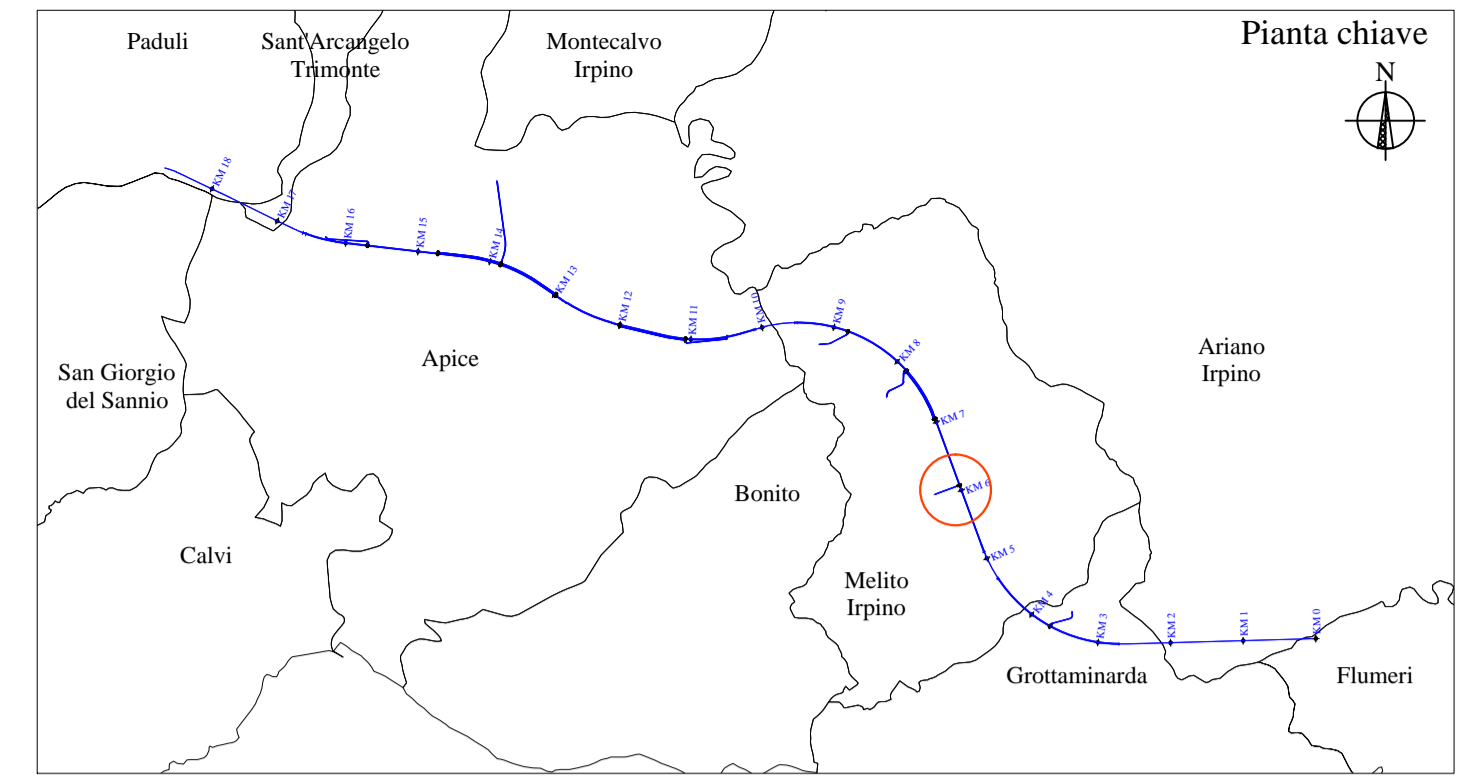 Pianta chiave
N
Paduli
Sant'Arcangelo
Trimonte
Montecalvo
Irpino
KM 18
KM 17
KM 16
KM 15
KM 14
KM 13
KM 12
KM 11
KM 10
KM 9
KM 8
KM 7
KM 6
KM 5
KM 4
KM 3
KM 2
KM 1
KM 0
Apice
Ariano
Irpino
San Giorgio
del Sannio
Bonito
Calvi
Melito
Irpino
Grottaminarda
Flumeri